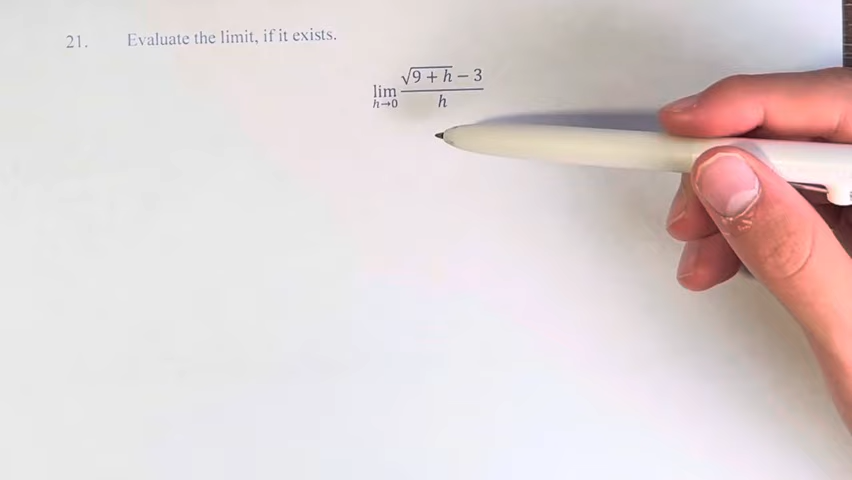 21. Evaluate the limit, if it exists.
lim h→0 (√(9 + h) − 3) / h